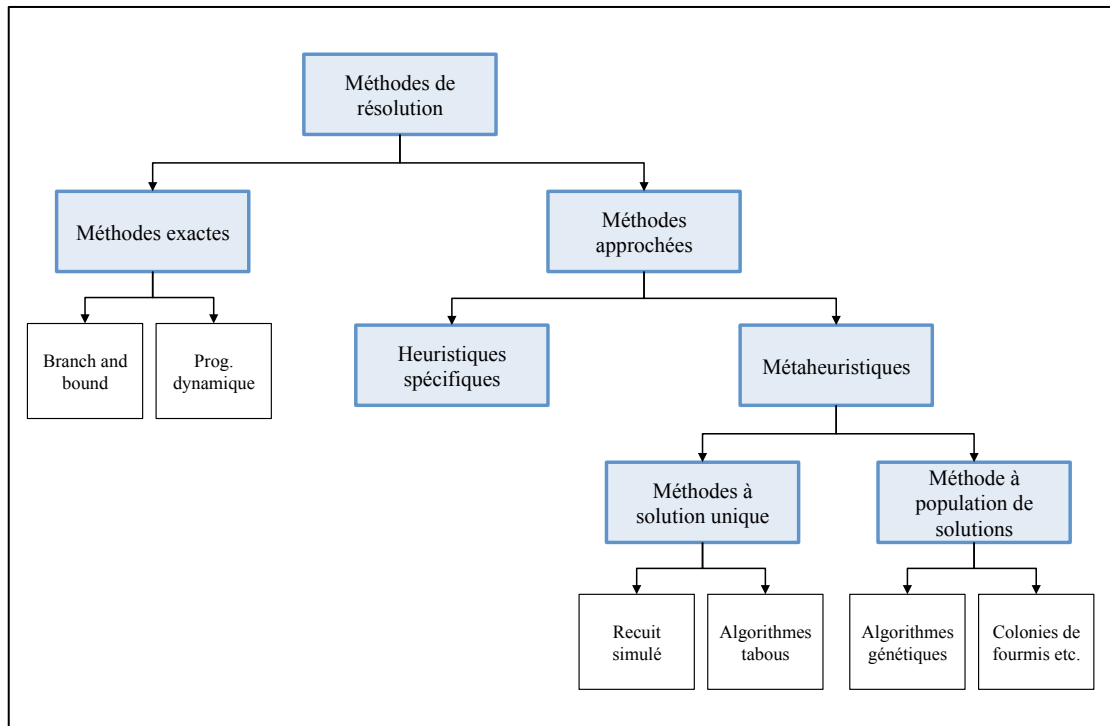 Méthodes de
résolution
Méthodes exactes
Méthodes
approchées
Branch and
bound
Prog.
dynamique
Heuristiques
spécifiques
Métaheuristiques
Méthodes à
solution unique
Méthode à
population de
solutions
Recuit
simulé
Algorithmes
tabous
Algorithmes
génétiques
Colonies de
fourmis etc.